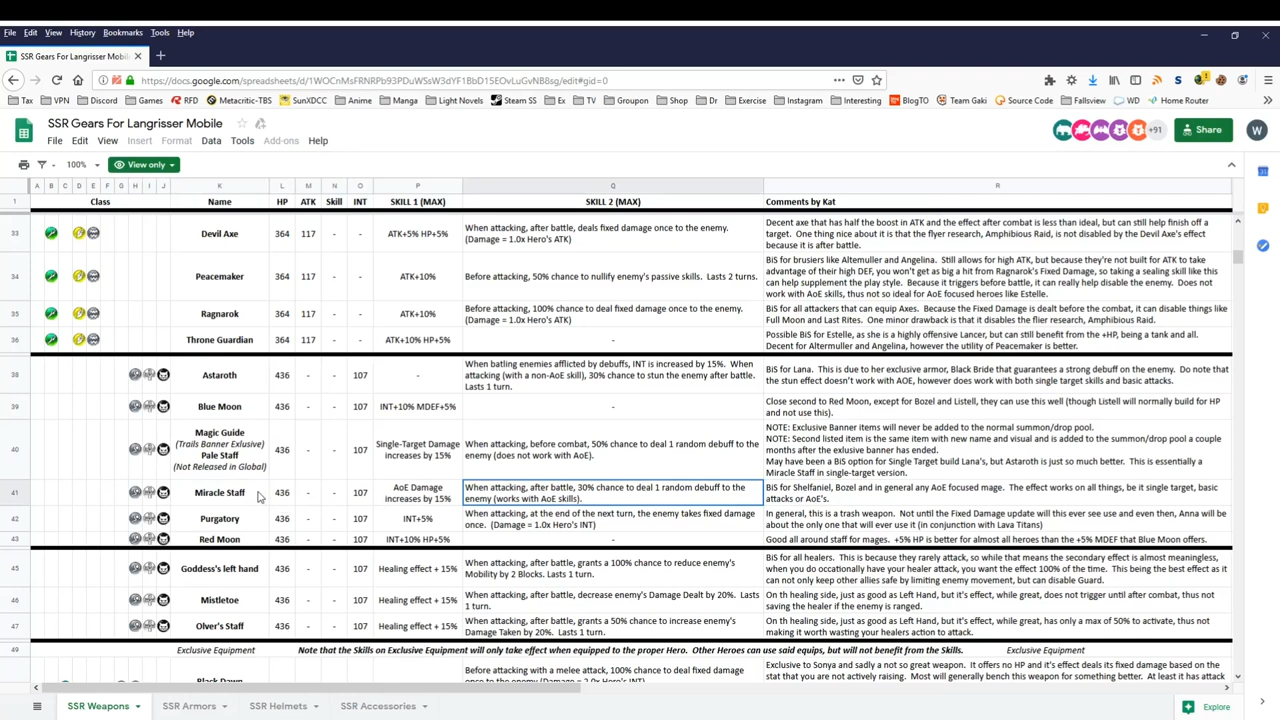 File Edit View History Bookmarks Tools Help
SSR Gears For Langrisser Mobile
https://docs.google.com/spreadsheets/d/1WOCnMsFRNRPb93PDuWSsW3dYF1BbD15EOvLuGvNB8sg/edit#gid=0
Tax VPN Discord Games RFD Metacritic-TBS SunXDCC Anime Manga Light Novels Steam SS Ex TV Groupon Shop Dr Exercise Instagram Interesting BlogTO Team Gaki Source Code Fallsview WD Home Router
SSR Gears For Langrisser Mobile
+91 Share W
File Edit View Insert Format Data Tools Add-ons Help
100% View only
A B C D E F G H I J K L M N O P Q R
1 Class Name HP ATK Skill INT SKILL 1 (MAX) SKILL 2 (MAX) Comments by Kat
33 Devil Axe 364 117 - - ATK+5% HP+5%
When attacking, after battle, deals fixed damage once to the enemy.
(Damage = 1.0x Hero's ATK)
Decent axe that has half the boost in ATK and the effect after combat is less than ideal, but can still help finish off a
target. One thing nice about it is that the flyer research, Amphibious Raid, is not disabled by the Devil Axe's effect
because it is after battle.
34 Peacemaker 364 117 - - ATK+10%
Before attacking, 50% chance to nullify enemy's passive skills. Lasts 2 turns.
BiS for brusiers like Altemuller and Angelina. Still allows for high ATK, but because they're not built for ATK to take
advantage of their high DEF, you won't get as big a hit from Ragnarok's Fixed Damage, so taking a sealing skill like this
can help supplement the play style. Because it triggers before battle, it can really help disable the enemy. Does not
work with AoE skills, thus not so ideal for AoE focused heroes like Estelle.
35 Ragnarok 364 117 - - ATK+10%
Before attacking, 100% chance to deal fixed damage once to the enemy.
(Damage = 1.0x Hero's ATK)
BiS for all attackers that can equip Axes. Because the Fixed Damage is dealt before the combat, it can disable things like
Full Moon and Last Rites. One minor drawback is that it disables the flier research, Amphibious Raid.
36 Throne Guardian 364 117 - - ATK+10% HP+5% -
Possible BiS for Estelle, as she is a highly offensive Lancer, but can still benefit from the +HP, being a tank and all.
Decent for Altermuller and Angelina, however the utility of Peacemaker is better.
38 Astaroth 436 - - 107 -
When batling enemies afflicted by debuffs, INT is increased by 15%. When
attacking (with a non-AoE skill), 30% chance to stun the enemy after battle.
Lasts 1 turn.
BiS for Lana. This is due to her exclusive armor, Black Bride that guarantees a strong debuff on the enemy. Do note that
the stun effect doesn't work with AOE, however does work with both single target skills and basic attacks.
39 Blue Moon 436 - - 107 INT+10% MDEF+5% -
Close second to Red Moon, except for Bozel and Listell, they can use this well (though Listell will normally build for HP
and not use this).
40 Magic Guide
(Trails Banner Exlusive)
Pale Staff
(Not Released in Global)
436 - - 107
Single-Target Damage
increases by 15%
When attacking, before combat, 50% chance to deal 1 random debuff to the
enemy (does not work with AoE).
NOTE: Exclusive Banner items will never be added to the normal summon/drop pool.
NOTE: Second listed item is the same item with new name and visual and is added to the summon/drop pool a couple
months after the exlusive banner has ended.
May have been a BiS option for Single Target build Lana's, but Astaroth is just so much better. This is essentially a
Miracle Staff in single-target version.
41 Miracle Staff 436 - - 107
AoE Damage
increases by 15%
When attacking, after battle, 30% chance to deal 1 random debuff to the
enemy (works with AoE skills).
BiS for Shelfaniel, Bozel and in general any AoE focused mage. The effect works on all things, be it single target, basic
attacks or AoE's.
42 Purgatory 436 - - 107 INT+5%
When attacking, at the end of the next turn, the enemy takes fixed damage
once. (Damage = 1.0x Hero's INT)
In general, this is a transition weapon. Not until the Fixed Damage update will this ever see use and even then, Anna will be
about the only one that will ever use it (in conjuction with Lava Titans)
43 Red Moon 436 - - 107 INT+10% HP+5% -
Good all around staff for mages. +5% HP is better for almost all heroes than the +5% MDEF that Blue Moon offers.
45 Goddess's left hand 436 - - 107 Healing effect + 15%
When attacking, after battle, grants a 100% chance to reduce enemy's
Mobility by 2 Blocks. Lasts 1 turn.
BiS for all healers. This is because they rarely attack, so while that means the secondary effect is almost meaningless,
when you do occationally have your healer attack, you want the effect 100% of the time. This being the best effect as it
can not only keep other allies safe by limiting enemy movement, but can disable Guard.
46 Mistletoe 436 - - 107 Healing effect + 15%
When attacking, after battle, decrease enemy's Damage Dealt by 20%. Lasts
1 turn.
On th healing side, just as good as Left Hand, but it's effect, while great, does not trigger until after combat, thus not
saving the healer if the enemy is ranged.
47 Olver's Staff 436 - - 107 Healing effect + 15%
When attacking, after battle, grants a 50% chance to increase enemy's
Damage Taken by 20%. Lasts 1 turn.
On th healing side, just as good as Left Hand, but it's effect, while great, has only a max of 50% to activate, thus not
making it worth wasting your healers action to attack.
49 Exclusive Equipment Note that the Skills on Exclusive Equipment will only take effect when equipped to the proper Hero. Other Heroes can use said equips, but will not benefit from the Skills. Exclusive Equipment
Black Dawn
Before attacking with a melee attack, 100% chance to deal fixed damage
once to the enemy (Damage = 1.0x Hero's
Exclusive to Sonya and sadly a not so great weapon. It offers no HP and it's effect deals its fixed damage based on the
stat that you are not actively raising. Most will generally bench this weapon for something better. At least it has attack
SSR Weapons SSR Armors SSR Helmets SSR Accessories Explore